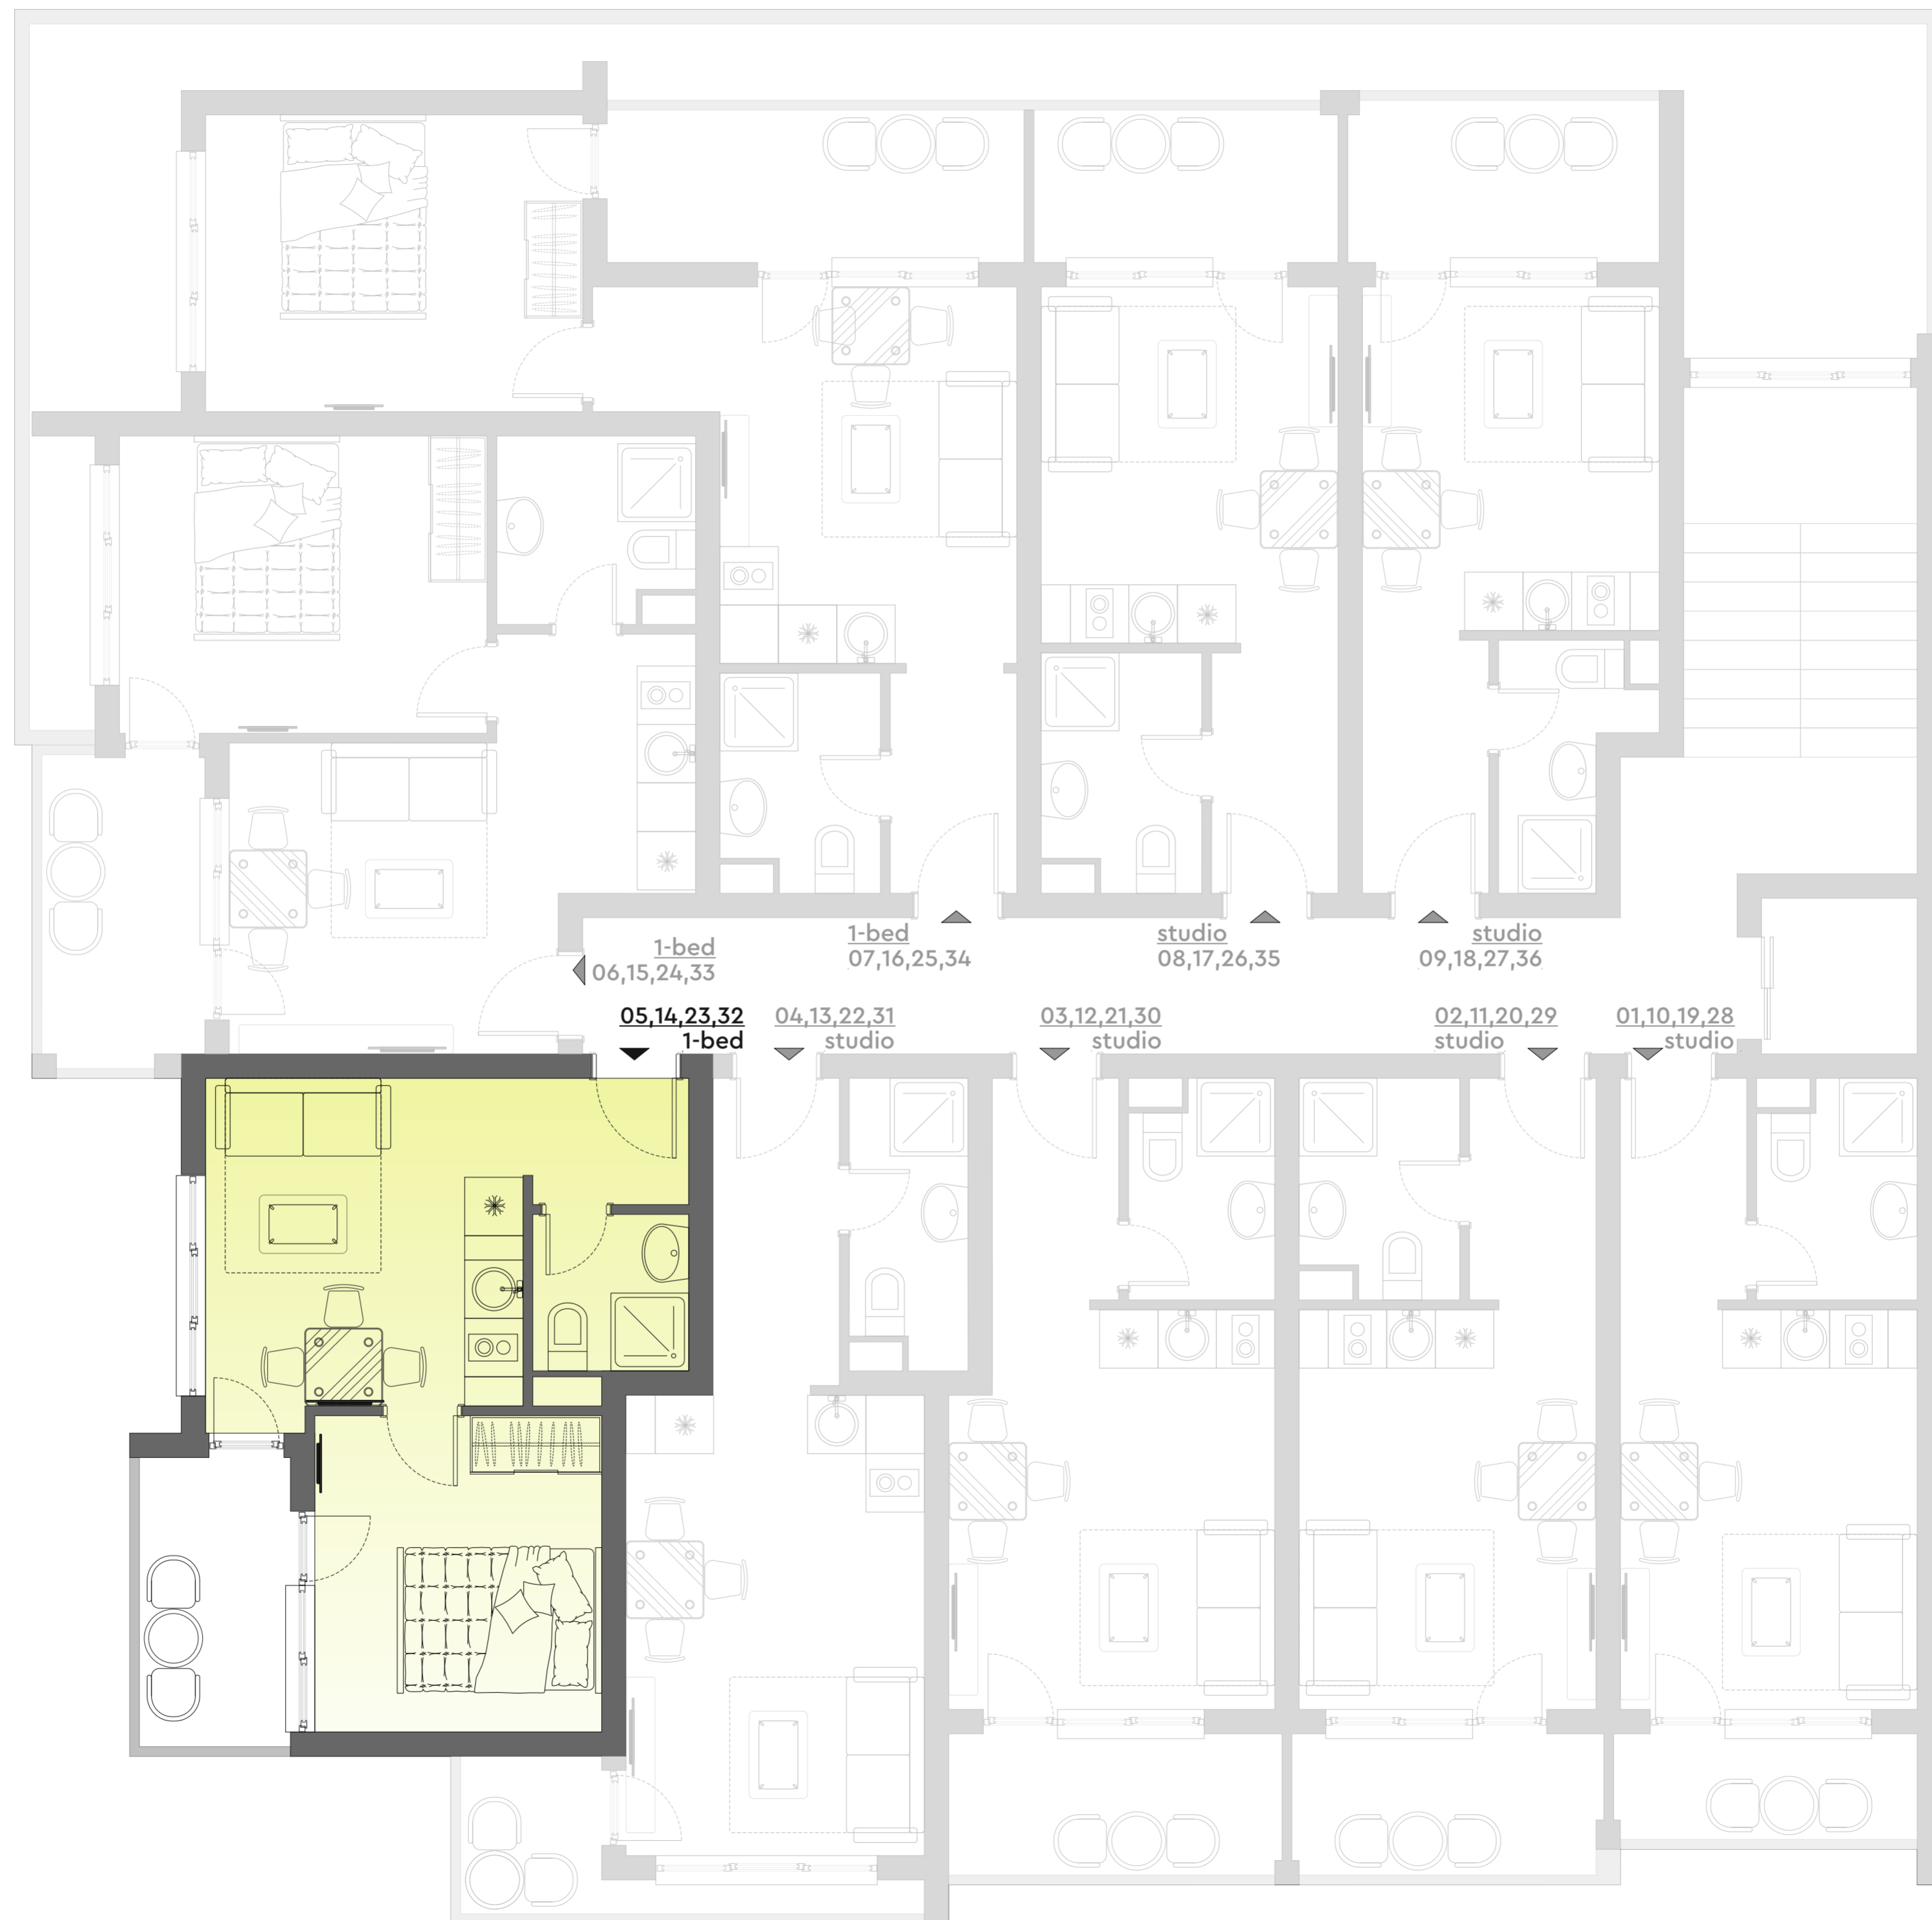 1-bed
06,15,24,33
1-bed
07,16,25,34
studio
08,17,26,35
studio
09,18,27,36
05,14,23,32
1-bed
04,13,22,31
studio
03,12,21,30
studio
02,11,20,29
studio
01,10,19,28
studio